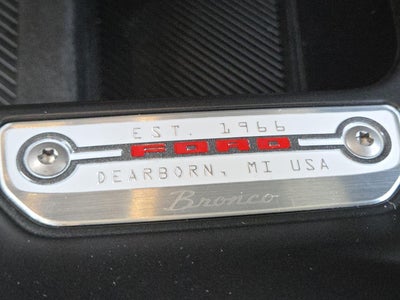 EST. 1966
FORD
DEARBORN, MI USA
Bronco